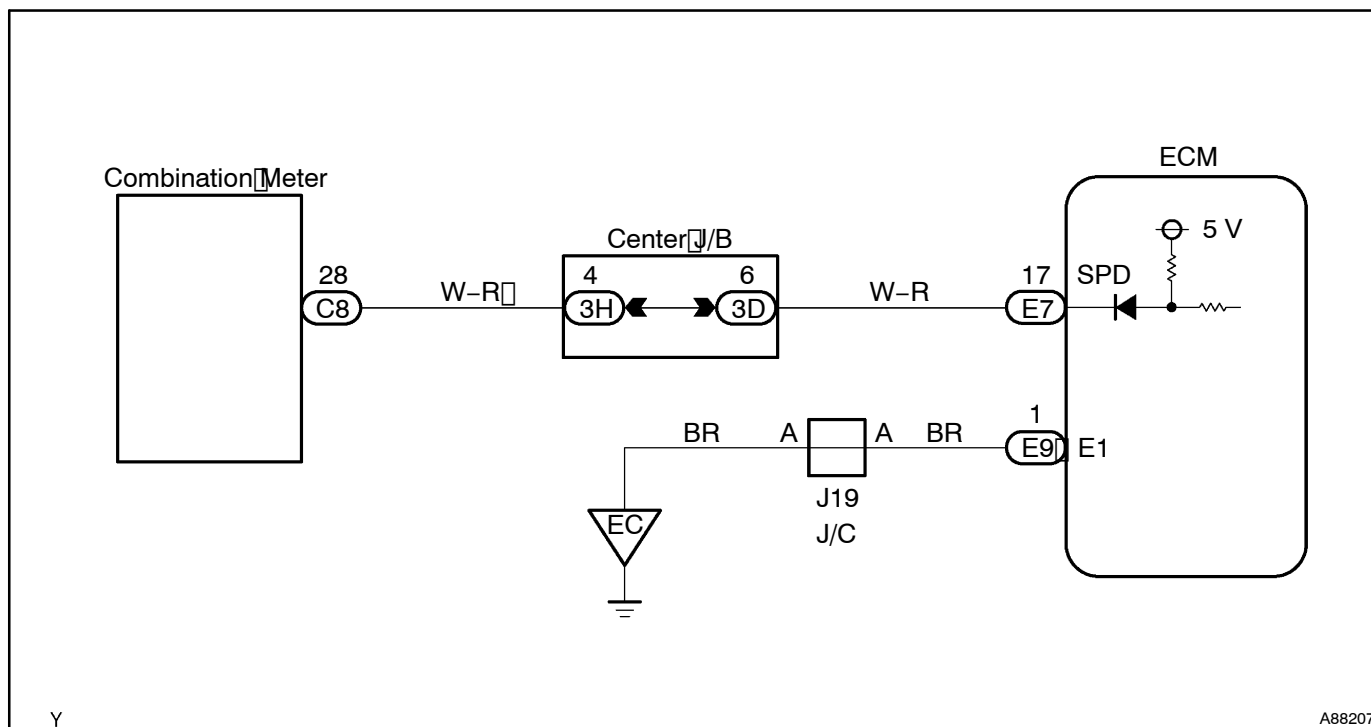 ECM
Combination▯Meter
5 V
Center▯J/B
28
4
6
17
SPD
W−R▯
W−R
C8
3H
3D
E7
1
BR
A
A
BR
E9▯
E1
J19
J/C
EC
Y
A88207